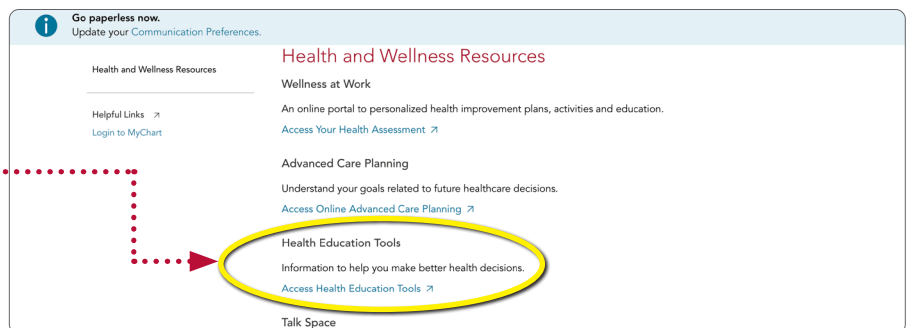 Go paperless now.
Update your Communication Preferences.
Health and Wellness Resources
Helpful Links ↗
Login to MyChart
Health and Wellness Resources
Wellness at Work
An online portal to personalized health improvement plans, activities and education.
Access Your Health Assessment ↗
Advanced Care Planning
Understand your goals related to future healthcare decisions.
Access Online Advanced Care Planning ↗
Health Education Tools
Information to help you make better health decisions.
Access Health Education Tools ↗
Talk Space